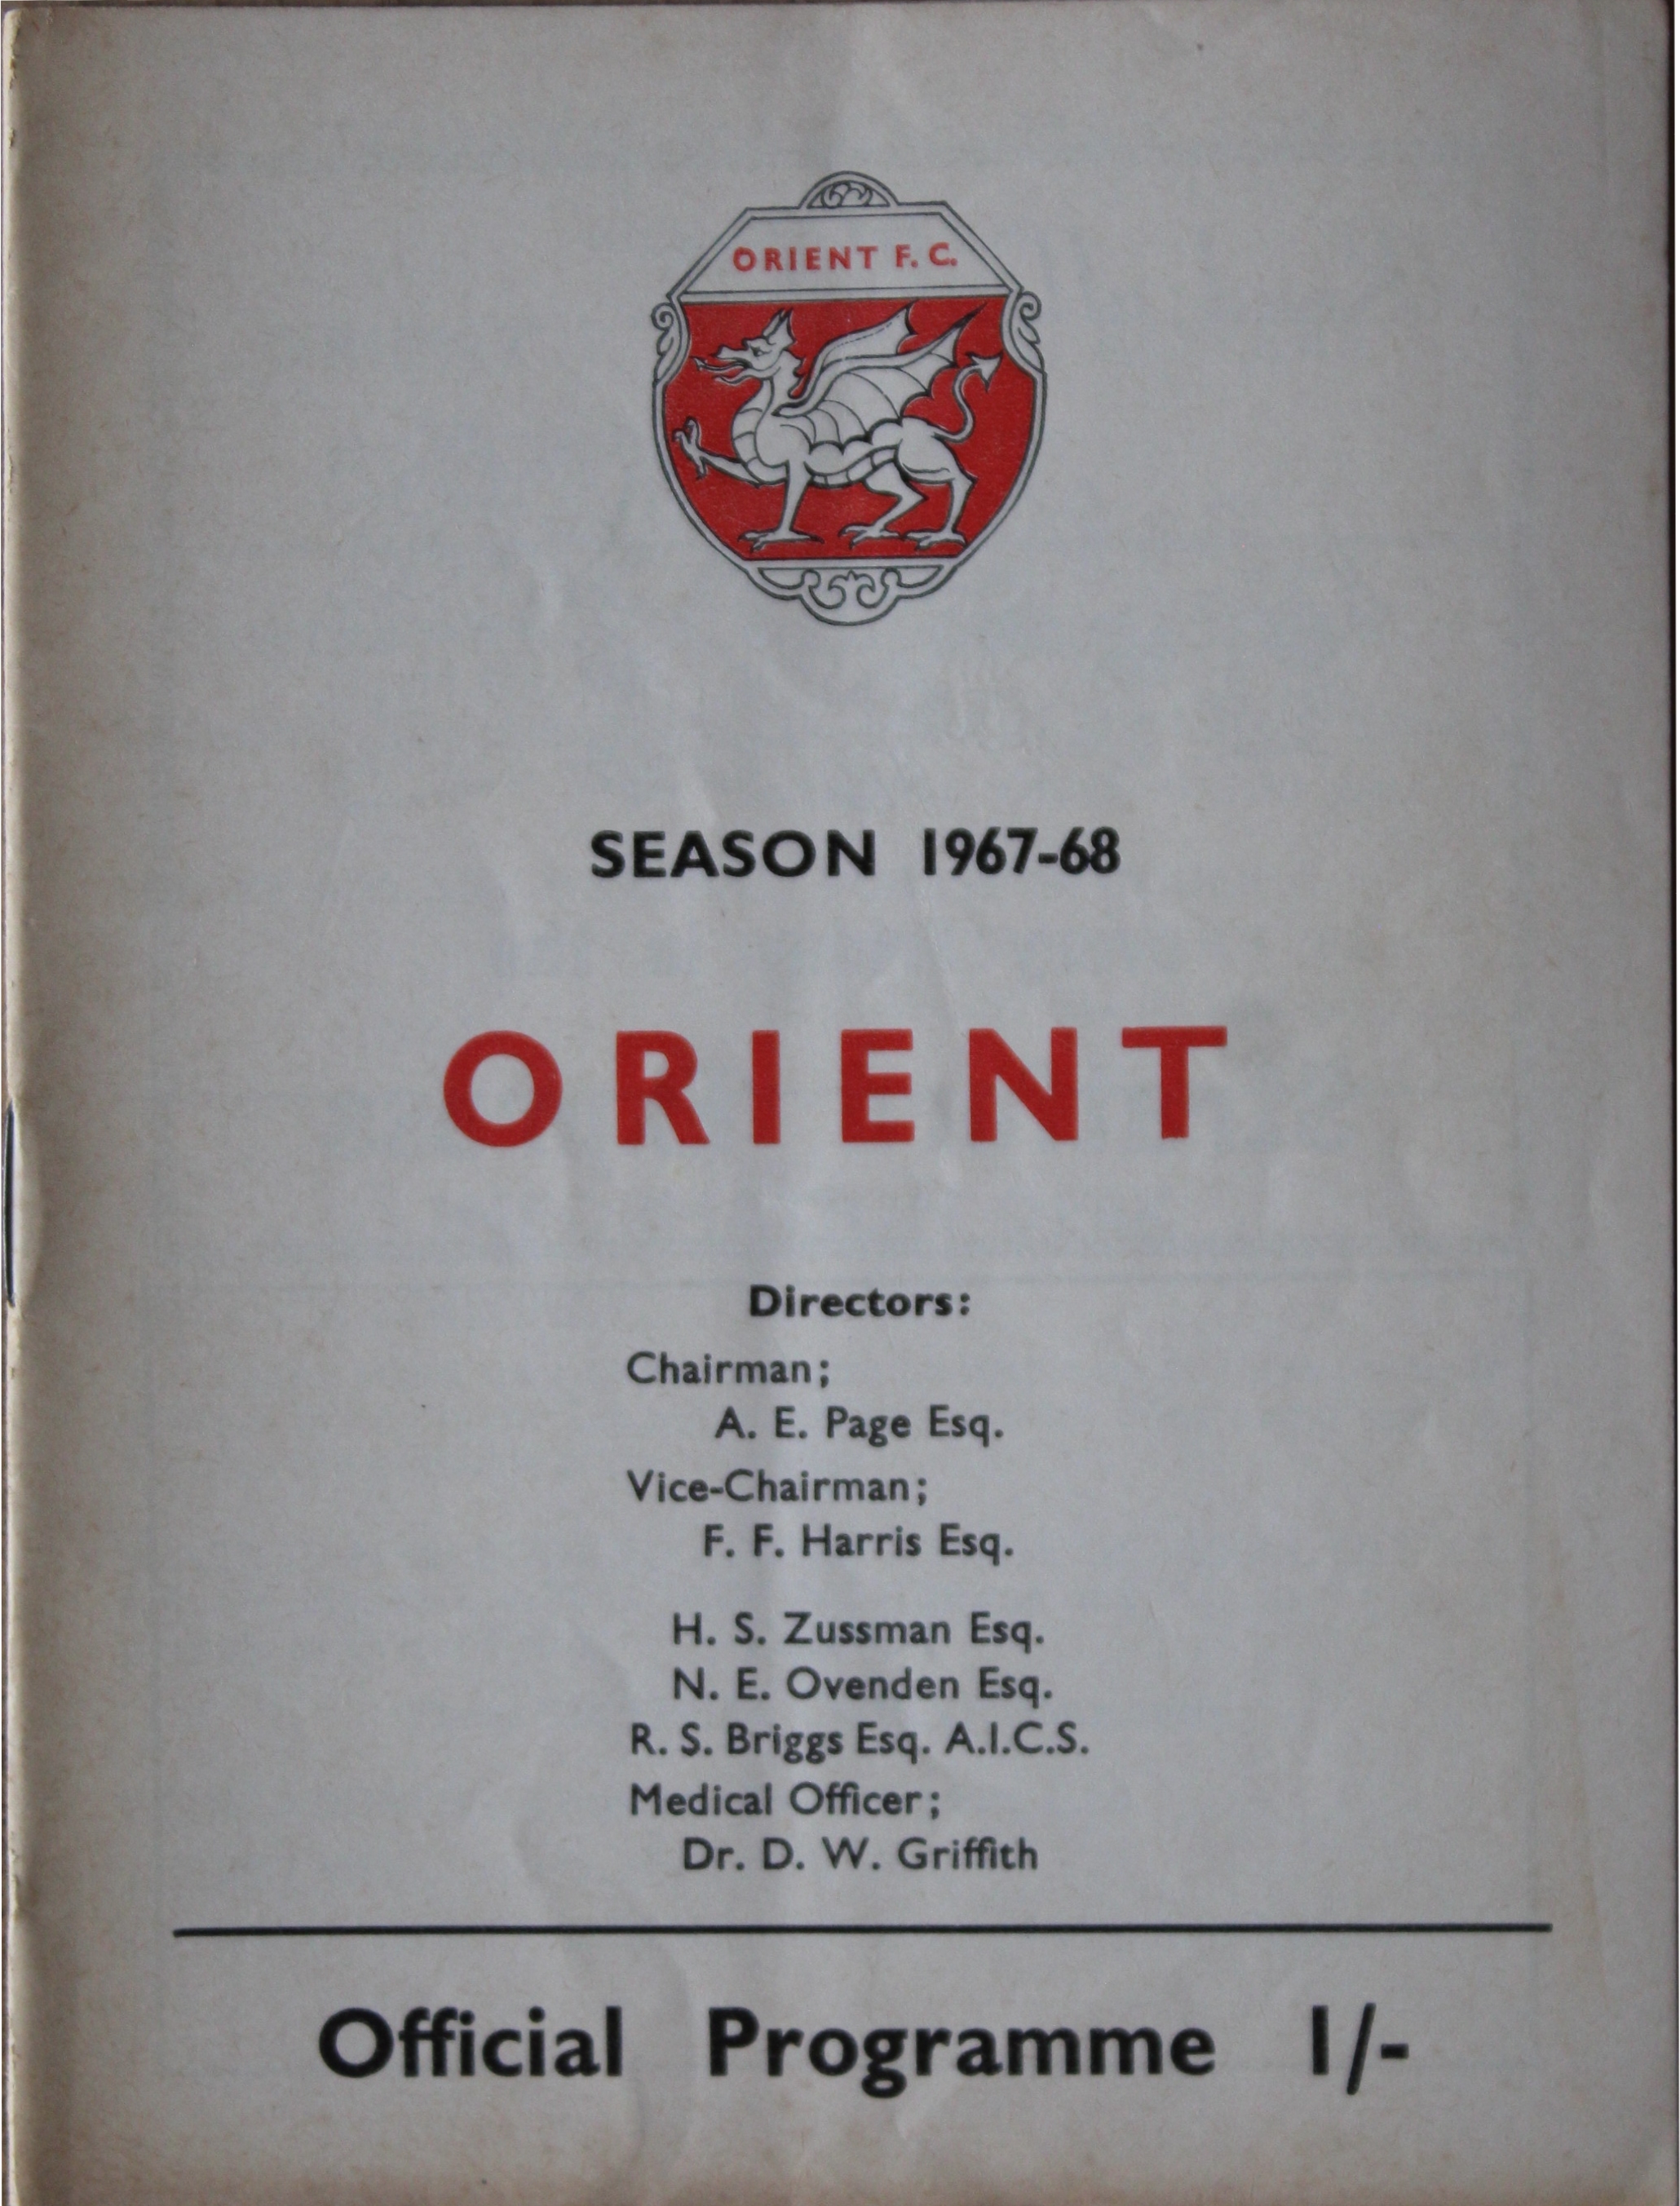 ORIENT F. C.
SEASON 1967-68
ORIENT
Directors:
Chairman;
A. E. Page Esq.
Vice-Chairman;
F. F. Harris Esq.
H. S. Zussman Esq.
N. E. Ovenden Esq.
R. S. Briggs Esq. A.I.C.S.
Medical Officer;
Dr. D. W. Griffith
Official Programme 1/-